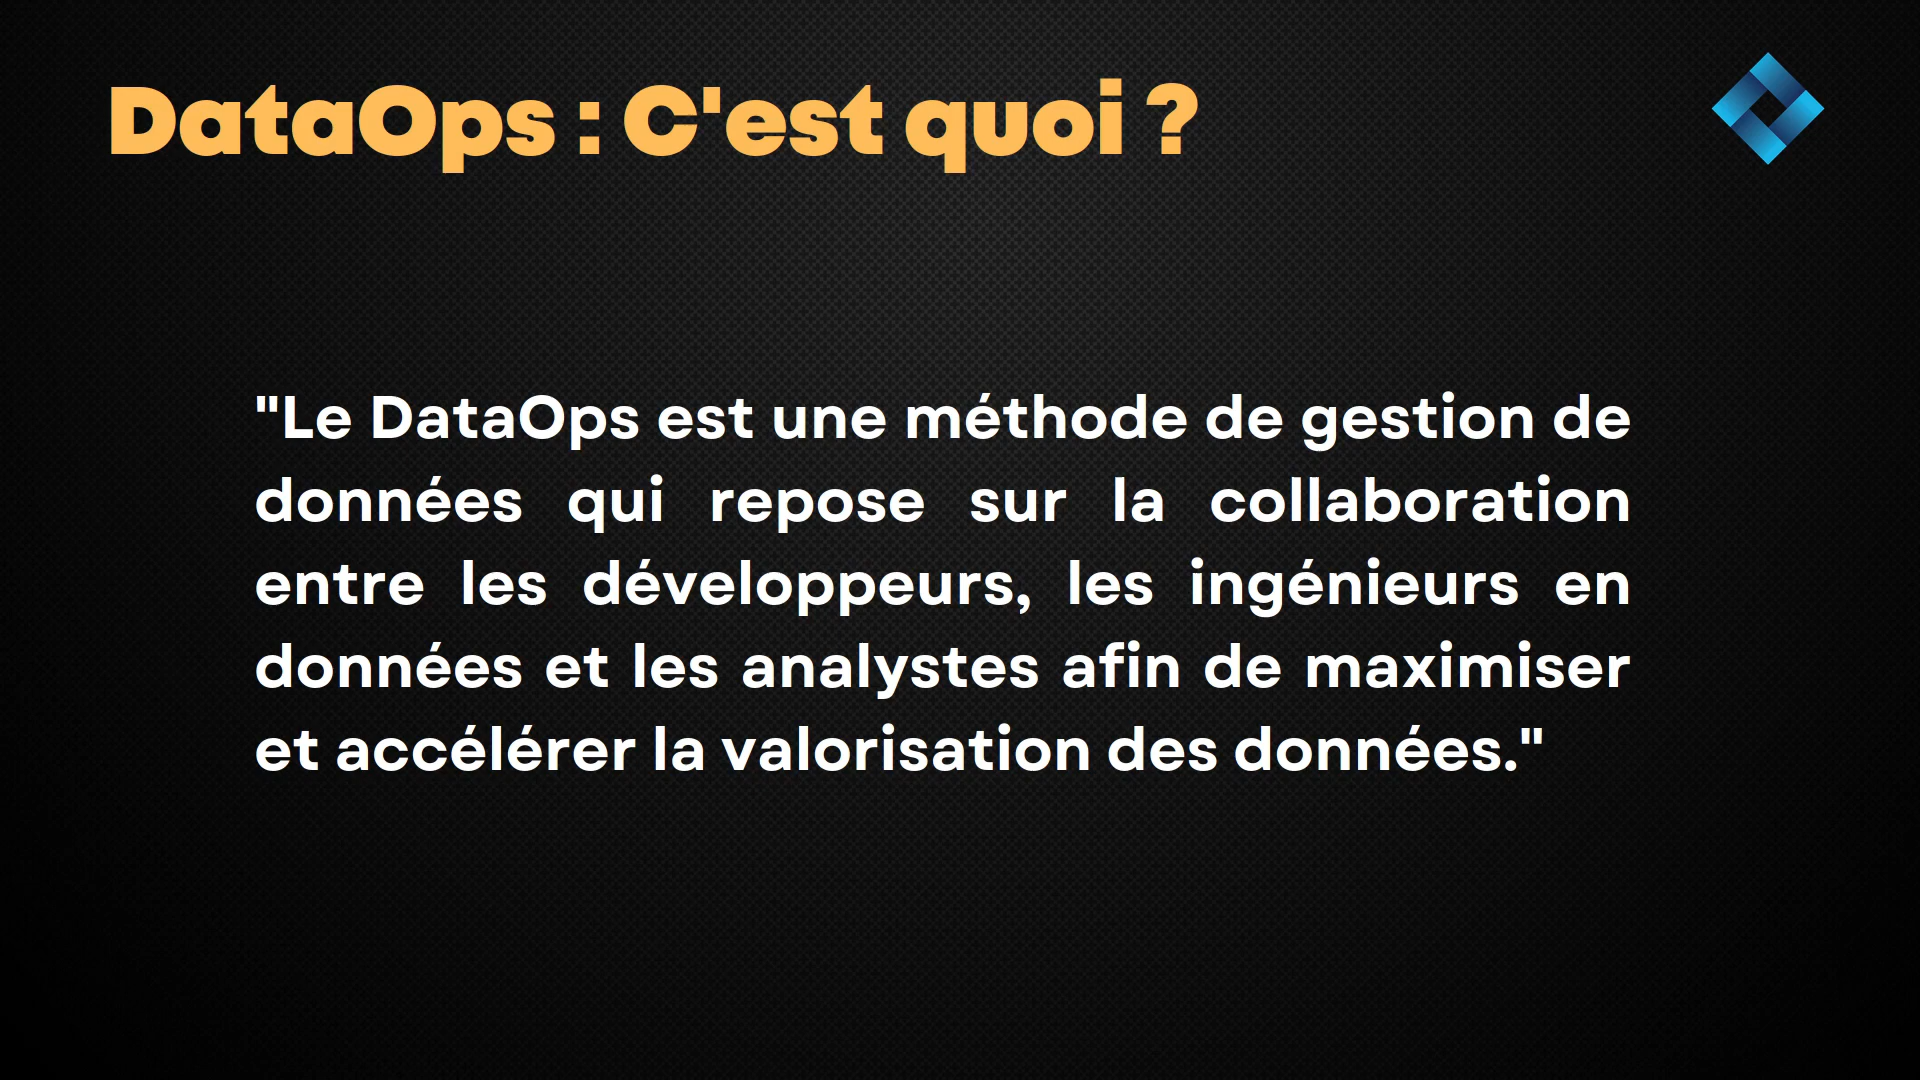 DataOps : C'est quoi ?
"Le DataOps est une méthode de gestion de
données qui repose sur la collaboration
entre les développeurs, les ingénieurs en
données et les analystes afin de maximiser
et accélérer la valorisation des données."